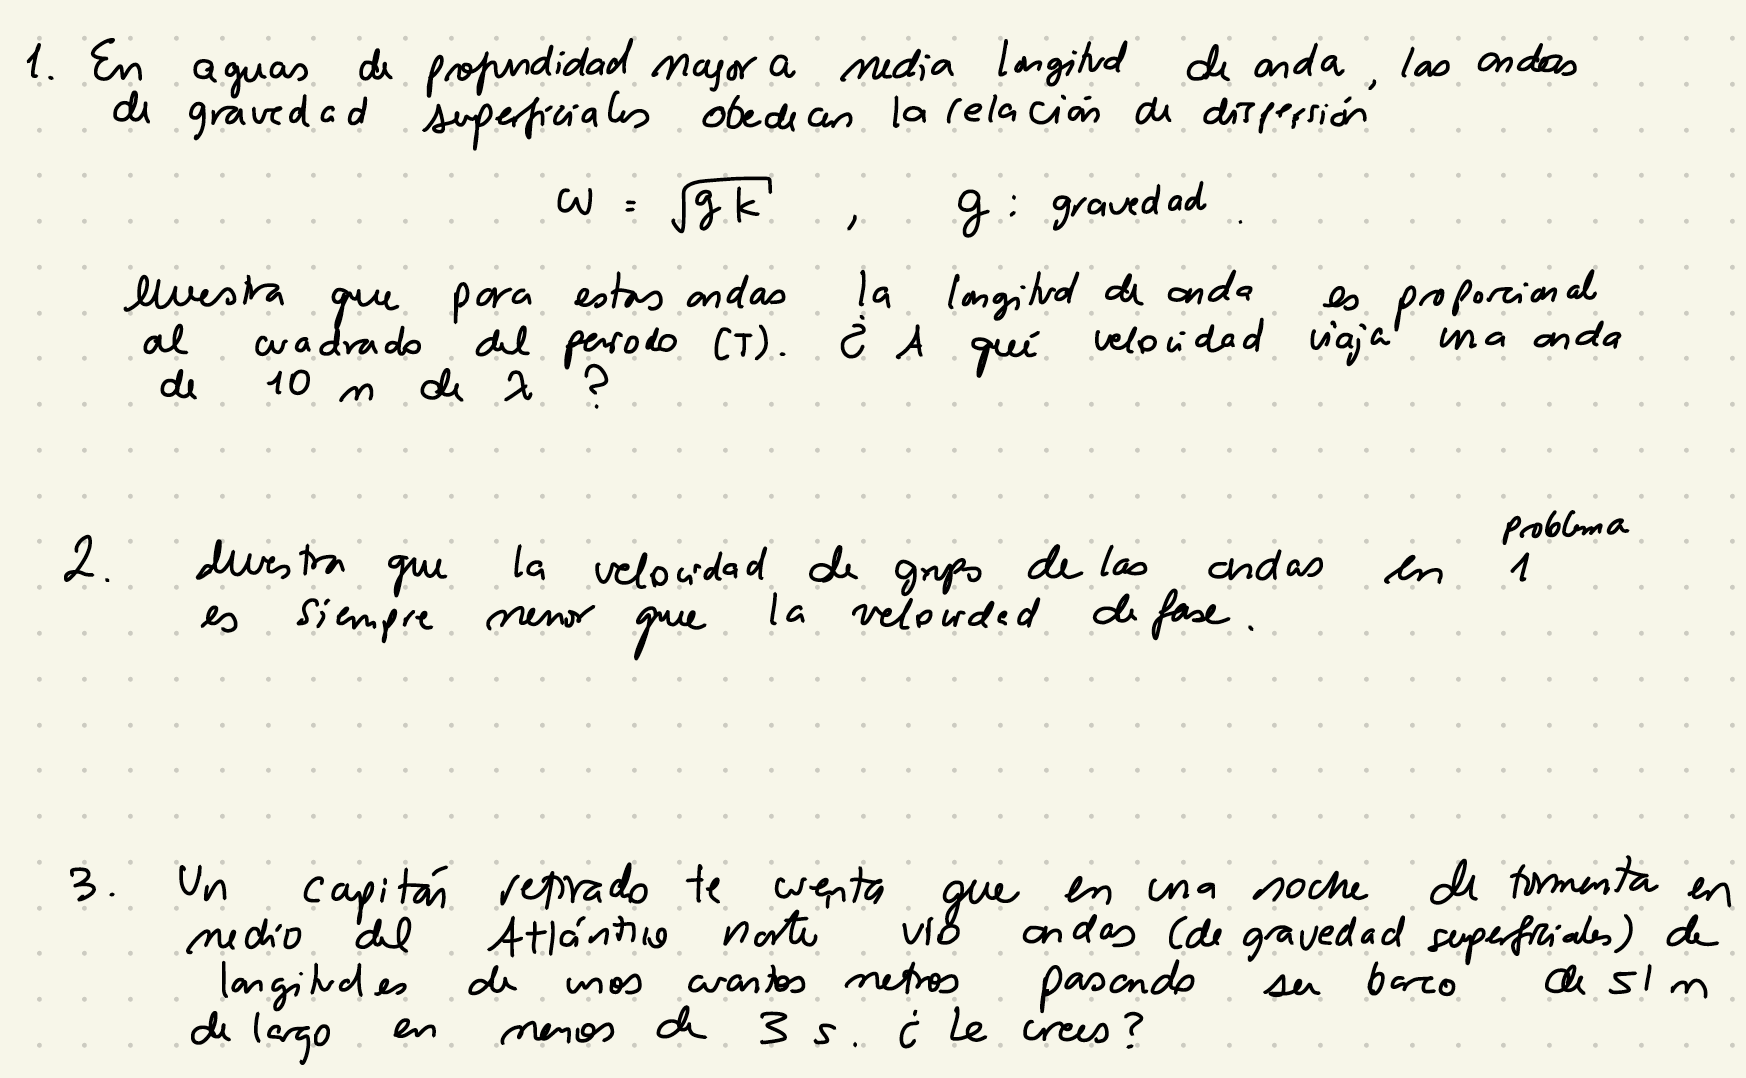 1. En aguas de profundidad mayor a media longitud de onda, las ondas
de gravedad superficiales obedecen la relación de dispersión
ω = √gk , g : gravedad.
Muestra que para estas ondas la longitud de onda es proporcional
al cuadrado del periodo (T). ¿A qué velocidad viaja una onda
de 10 m de λ ?
problema
2. Muestra que la velocidad de grupo de las ondas en 1
es siempre menor que la velocidad de fase.
3. Un capitán retirado te cuenta que en una noche de tormenta en
medio del Atlántico norte vió ondas (de gravedad superficiales) de
longitudes de unos cuantos metros pasando su barco de 51 m
de largo en menos de 3 s. ¿Le crees?